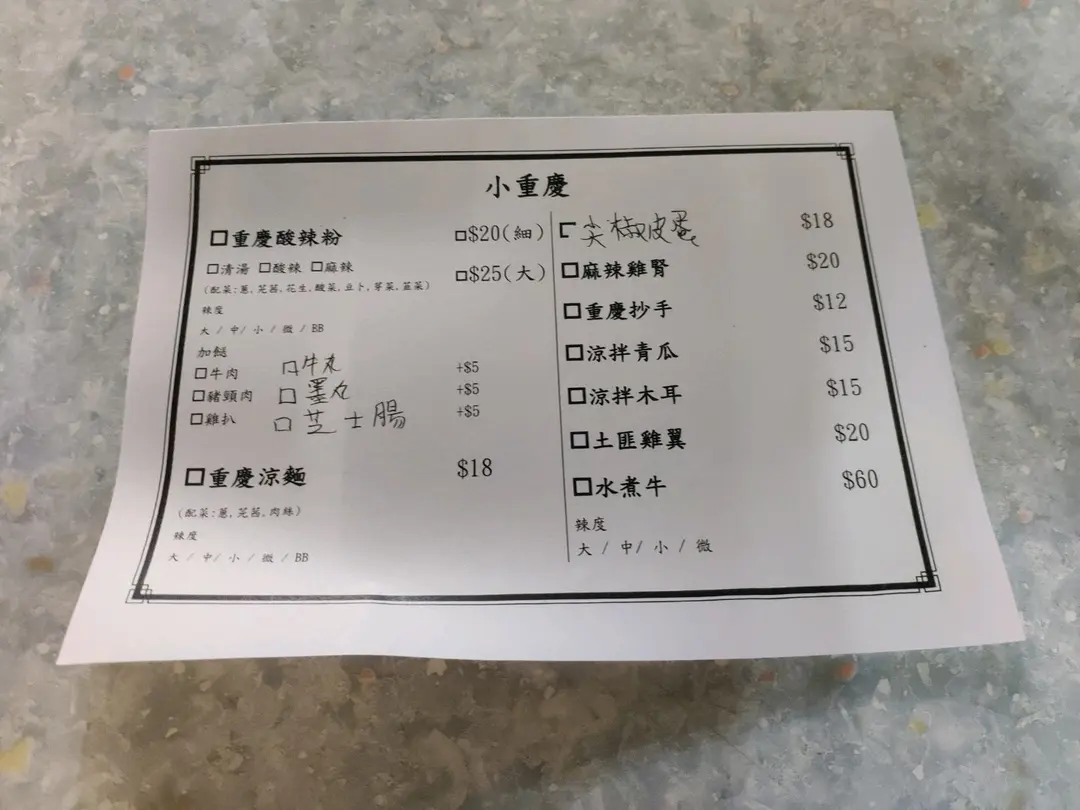 小重慶
□重慶酸辣粉 □$20(細)
□清湯 □酸辣 □麻辣 □$25(大)
(配菜:蔥,芫茜,花生,酸菜,豆卜,芽菜,韮菜)
辣度
大 / 中/ 小 / 微 / BB
加餸
□牛肉 □牛丸 +$5
□豬頸肉 □墨丸 +$5
□雞扒 □芝士腸 +$5
□重慶涼麵 $18
(配菜:蔥,芫茜,肉絲)
辣度
大 / 中/ 小 / 微 / BB
□尖椒皮蛋 $18
□麻辣雞腎 $20
□重慶抄手 $12
□涼拌青瓜 $15
□涼拌木耳 $15
□土匪雞翼 $20
□水煮牛 $60
辣度
大 / 中/ 小 / 微